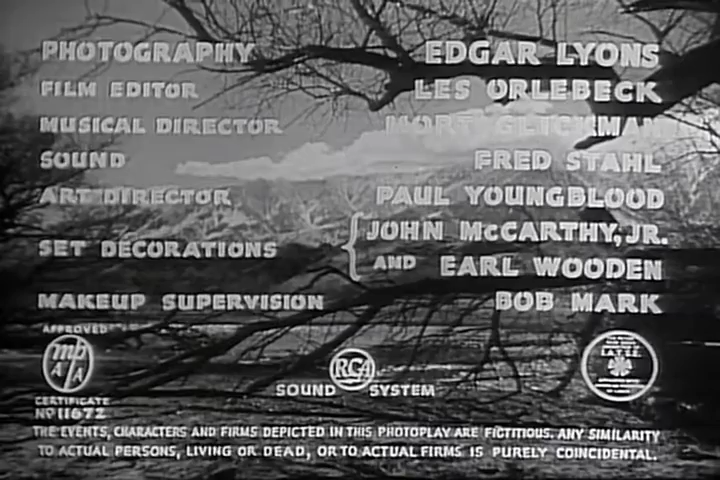 PHOTOGRAPHY EDGAR LYONS
FILM EDITOR LES ORLEBECK
MUSICAL DIRECTOR MORT GLICKMAN
SOUND FRED STAHL
ART DIRECTOR PAUL YOUNGBLOOD
SET DECORATIONS { JOHN McCARTHY, JR.
AND EARL WOODEN
MAKEUP SUPERVISION BOB MARK
APPROVED
MPAA
CERTIFICATE
NO 11672
RCA
SOUND SYSTEM
I.A.T.S.E.
THE EVENTS, CHARACTERS AND FIRMS DEPICTED IN THIS PHOTOPLAY ARE FICTITIOUS. ANY SIMILARITY
TO ACTUAL PERSONS, LIVING OR DEAD, OR TO ACTUAL FIRMS IS PURELY COINCIDENTAL.